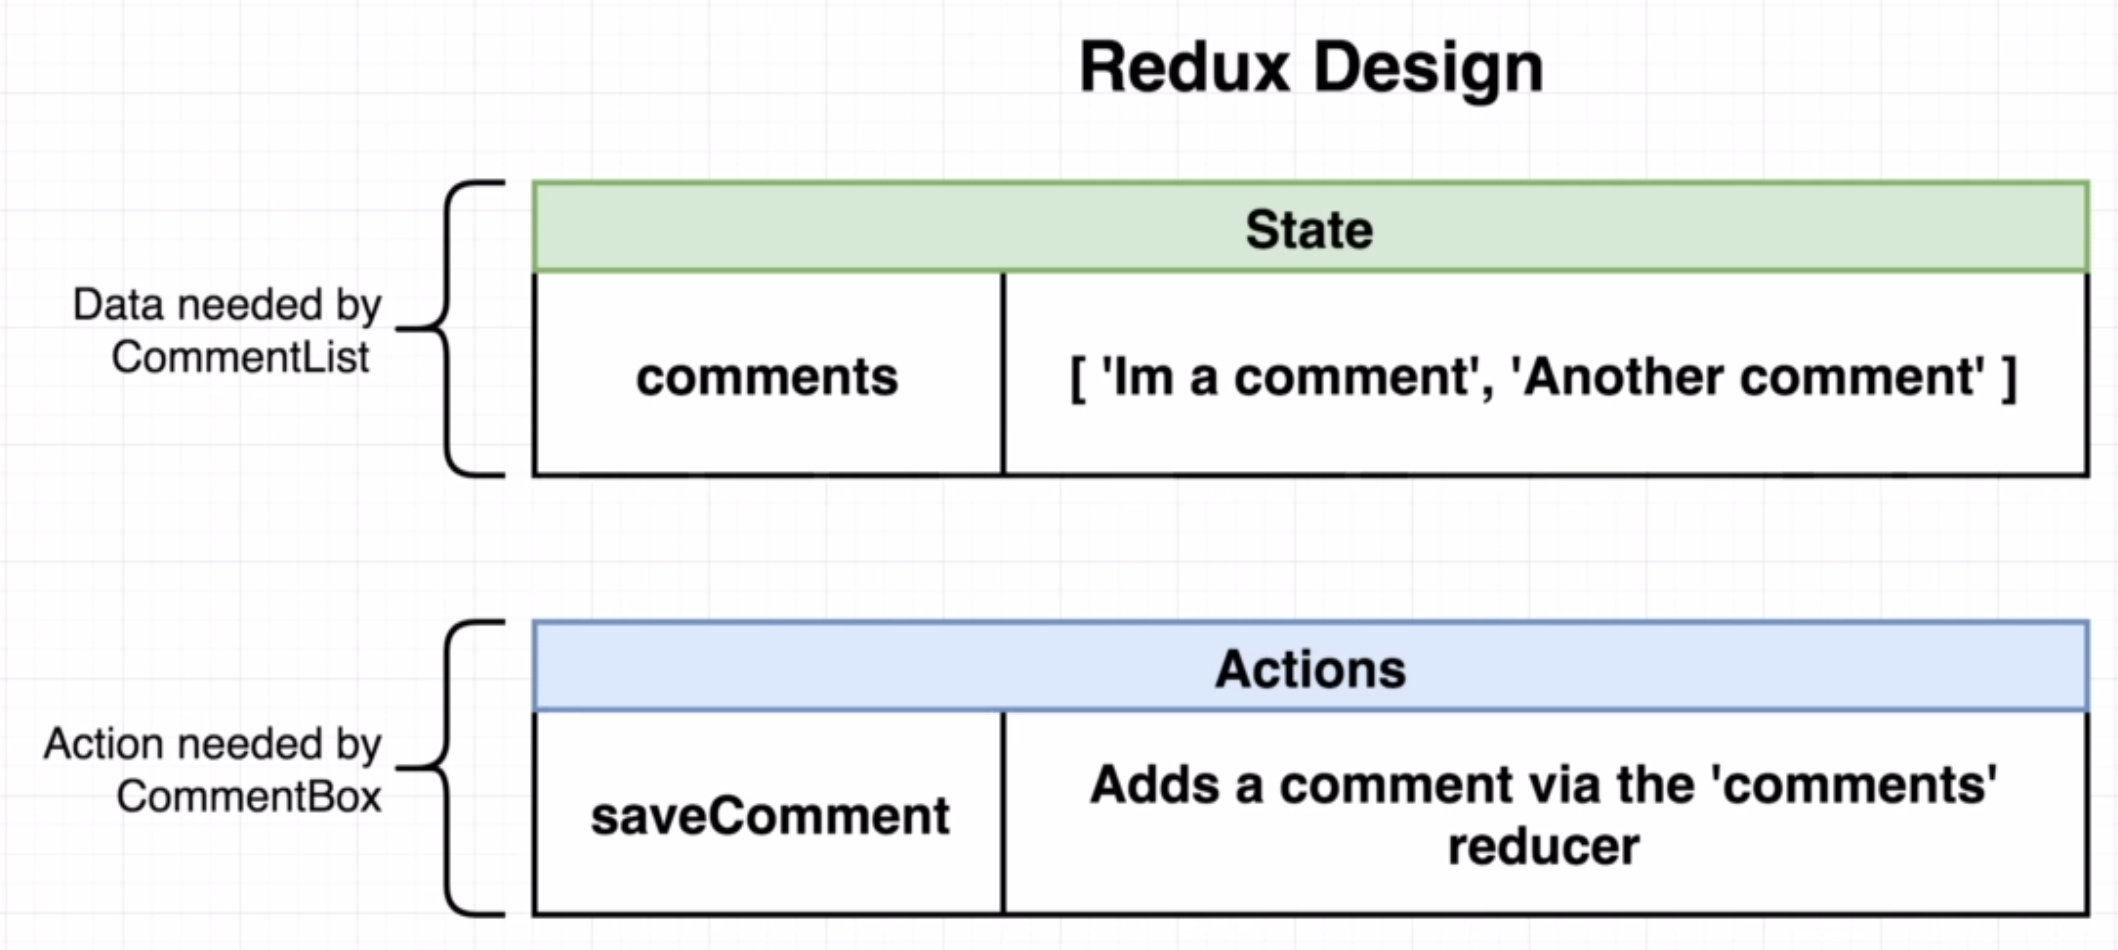 Redux Design
State
Data needed by
CommentList
comments
[ 'Im a comment', 'Another comment' ]
Actions
Action needed by
CommentBox
saveComment
Adds a comment via the 'comments'
reducer